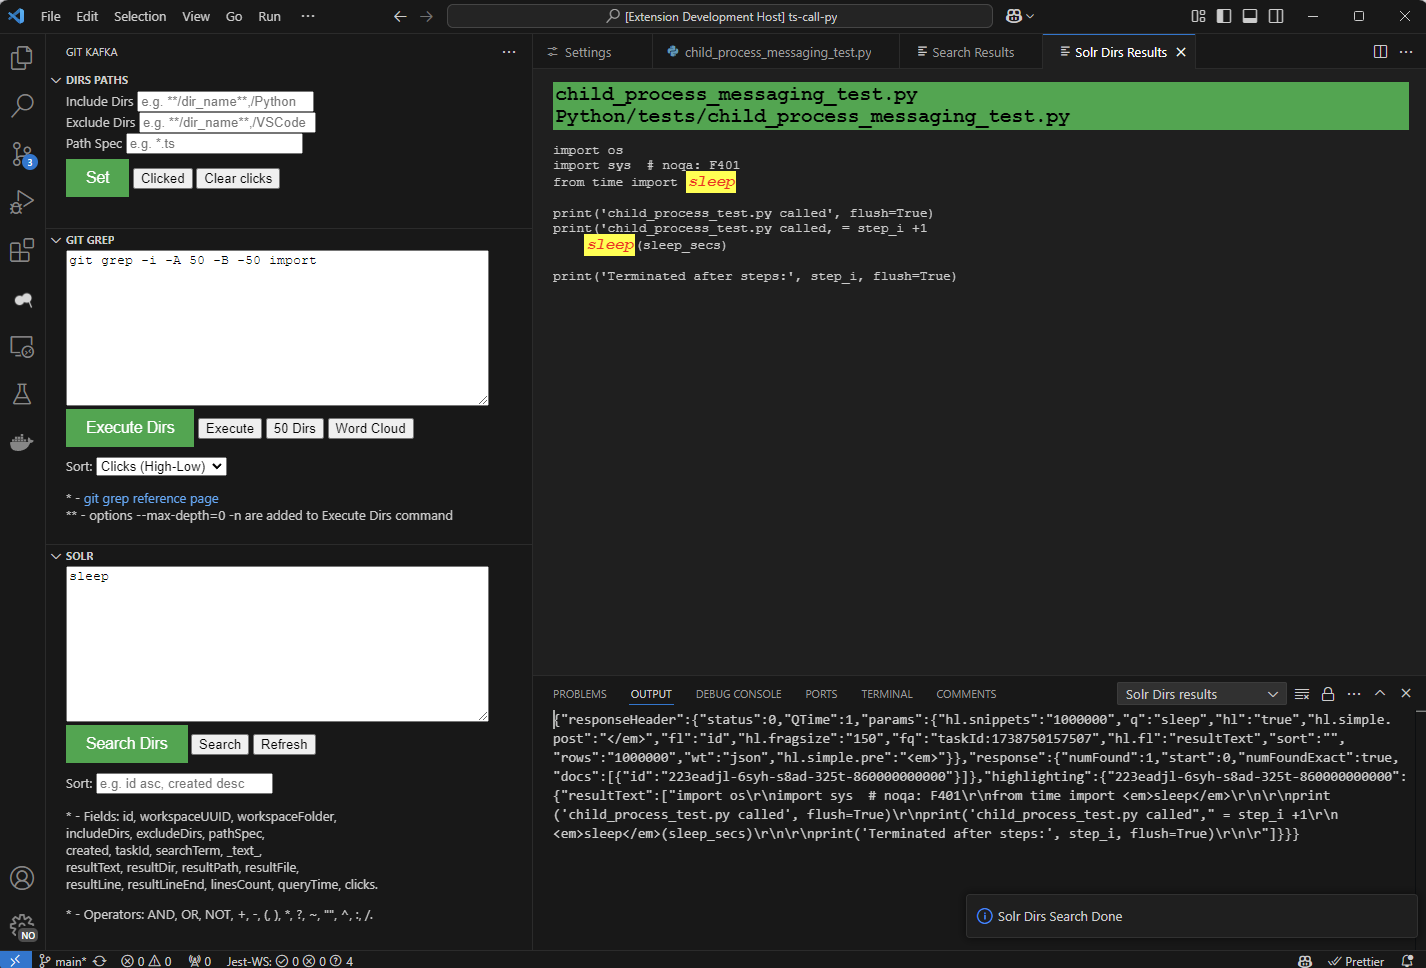 File Edit Selection View Go Run ··· [Extension Development Host] ts-call-py
GIT KAFKA ···
DIRS PATHS
Include Dirs e.g. **/dir_name**,/Python
Exclude Dirs e.g. **/dir_name**,/VSCode
Path Spec e.g. *.ts
Set Clicked Clear clicks
GIT GREP
git grep -i -A 50 -B -50 import
Execute Dirs Execute 50 Dirs Word Cloud
Sort: Clicks (High-Low)
* - git grep reference page
** - options --max-depth=0 -n are added to Execute Dirs command
SOLR
sleep
Search Dirs Search Refresh
Sort: e.g. id asc, created desc
* - Fields: id, workspaceUUID, workspaceFolder,
includeDirs, excludeDirs, pathSpec,
created, taskId, searchTerm, _text_,
resultText, resultDir, resultPath, resultFile,
resultLine, resultLineEnd, linesCount, queryTime, clicks.
* - Operators: AND, OR, NOT, +, -, (, ), *, ?, ~, "", ^, :, /.
3
NO
Settings child_process_messaging_test.py Search Results Solr Dirs Results
child_process_messaging_test.py
Python/tests/child_process_messaging_test.py
import os
import sys  # noqa: F401
from time import sleep
print('child_process_test.py called', flush=True)
print('child_process_test.py called, = step_i +1
sleep(sleep_secs)
print('Terminated after steps:', step_i, flush=True)
PROBLEMS OUTPUT DEBUG CONSOLE PORTS TERMINAL COMMENTS Solr Dirs results
{"responseHeader":{"status":0,"QTime":1,"params":{"hl.snippets":"1000000","q":"sleep","hl":"true","hl.simple.
post":"</em>","fl":"id","hl.fragsize":"150","fq":"taskId:1738750157507","hl.fl":"resultText","sort":"",
"rows":"1000000","wt":"json","hl.simple.pre":"<em>"}},"response":{"numFound":1,"start":0,"numFoundExact":true,
"docs":[{"id":"223eadjl-6syh-s8ad-325t-860000000000"}]},"highlighting":{"223eadjl-6syh-s8ad-325t-860000000000":
{"resultText":["import os\r\nimport sys  # noqa: F401\r\nfrom time import <em>sleep</em>\r\n\r\nprint
('child_process_test.py called', flush=True)\r\nprint('child_process_test.py called"," = step_i +1\r\n
<em>sleep</em>(sleep_secs)\r\n\r\nprint('Terminated after steps:', step_i, flush=True)\r\n\r"]}}}
Solr Dirs Search Done
main* 0 0 0 Jest-WS: 0 0 4 Prettier